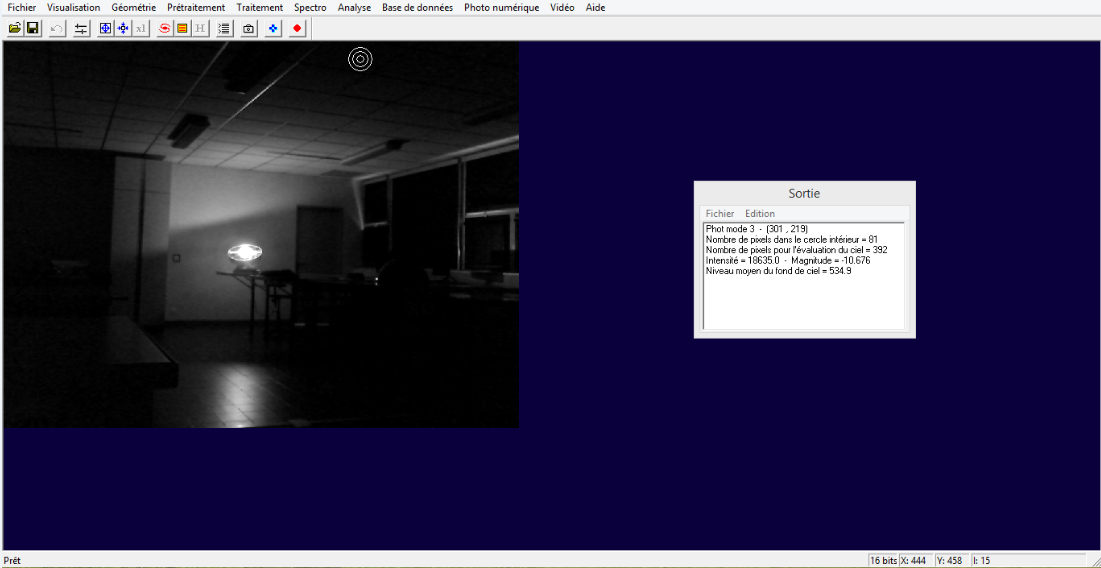 Fichier Visualisation Géométrie Prétraitement Traitement Spectro Analyse Base de données Photo numérique Vidéo Aide
x1 H
Sortie
Fichier Edition
Phot mode 3 - (301 , 219)
Nombre de pixels dans le cercle intérieur = 81
Nombre de pixels pour l'évaluation du ciel = 392
Intensité = 18635.0 - Magnitude = -10.676
Niveau moyen du fond de ciel = 534.9
Prêt 16 bits X: 444 Y: 458 I: 15